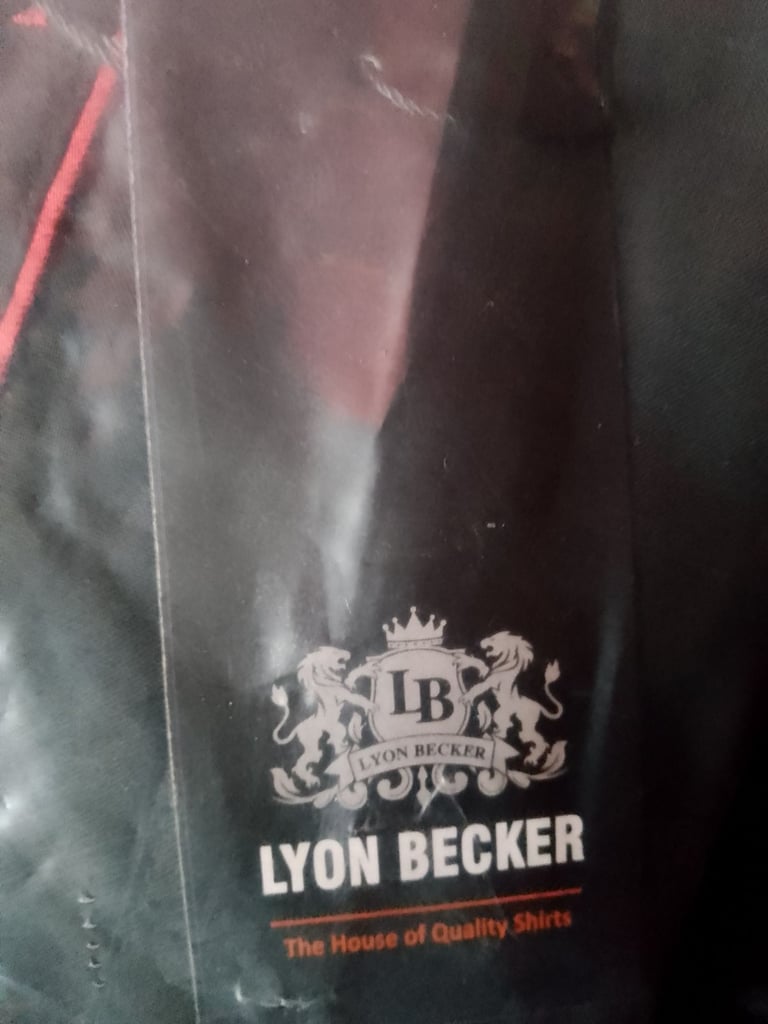 LB
LYON BECKER
LYON BECKER
The House of Quality Shirts